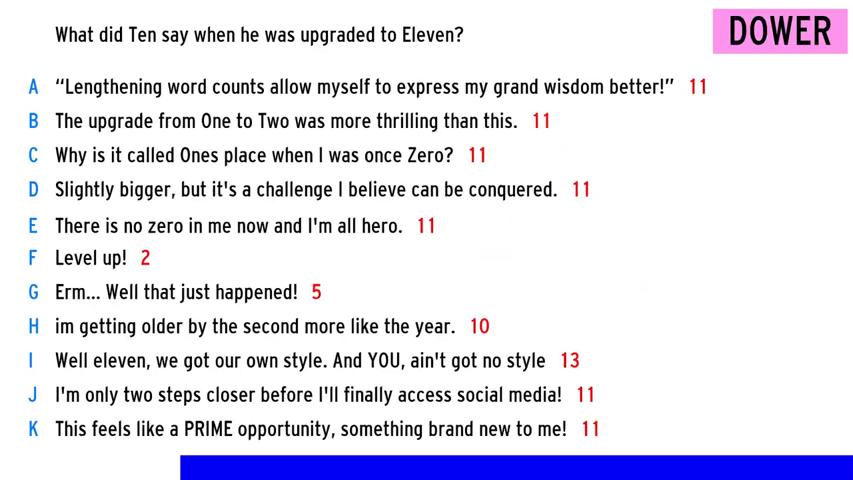 What did Ten say when he was upgraded to Eleven?
DOWER
A “Lengthening word counts allow myself to express my grand wisdom better!” 11
B The upgrade from One to Two was more thrilling than this. 11
C Why is it called Ones place when I was once Zero? 11
D Slightly bigger, but it's a challenge I believe can be conquered. 11
E There is no zero in me now and I'm all hero. 11
F Level up! 2
G Erm... Well that just happened! 5
H im getting older by the second more like the year. 10
I Well eleven, we got our own style. And YOU, ain't got no style 13
J I'm only two steps closer before I'll finally access social media! 11
K This feels like a PRIME opportunity, something brand new to me! 11